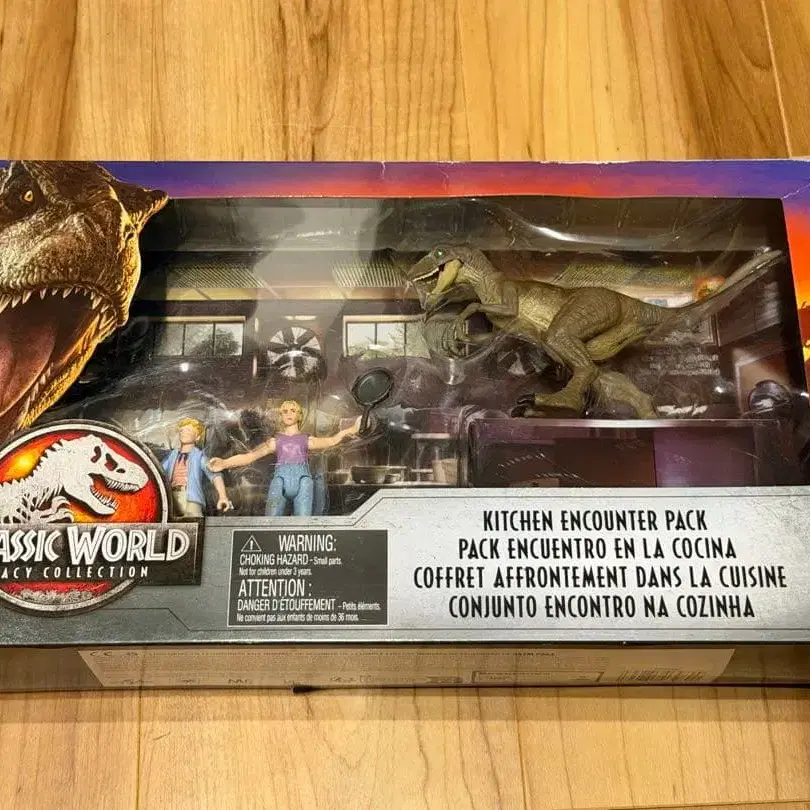 ASSIC WORLD
ACY COLLECTION
⚠ WARNING:
CHOKING HAZARD - Small parts.
Not for children under 3 years.
ATTENTION :
DANGER D'ÉTOUFFEMENT - Petits éléments.
Ne convient pas aux enfants de moins de 36 mois.
KITCHEN ENCOUNTER PACK
PACK ENCUENTRO EN LA COCINA
COFFRET AFFRONTEMENT DANS LA CUISINE
CONJUNTO ENCONTRO NA COZINHA